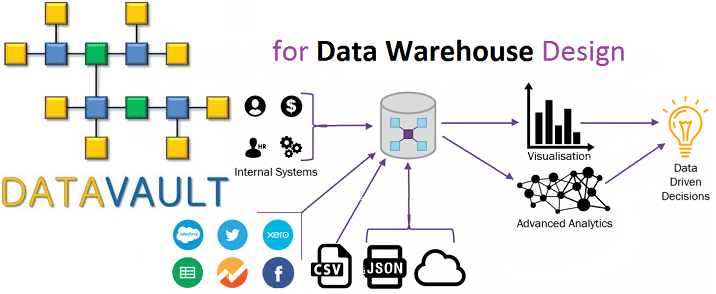 for Data Warehouse Design
DATAVAULT
HR
Internal Systems
salesforce
xero
CSV
JSON
Visualisation
Advanced Analytics
Data
Driven
Decisions